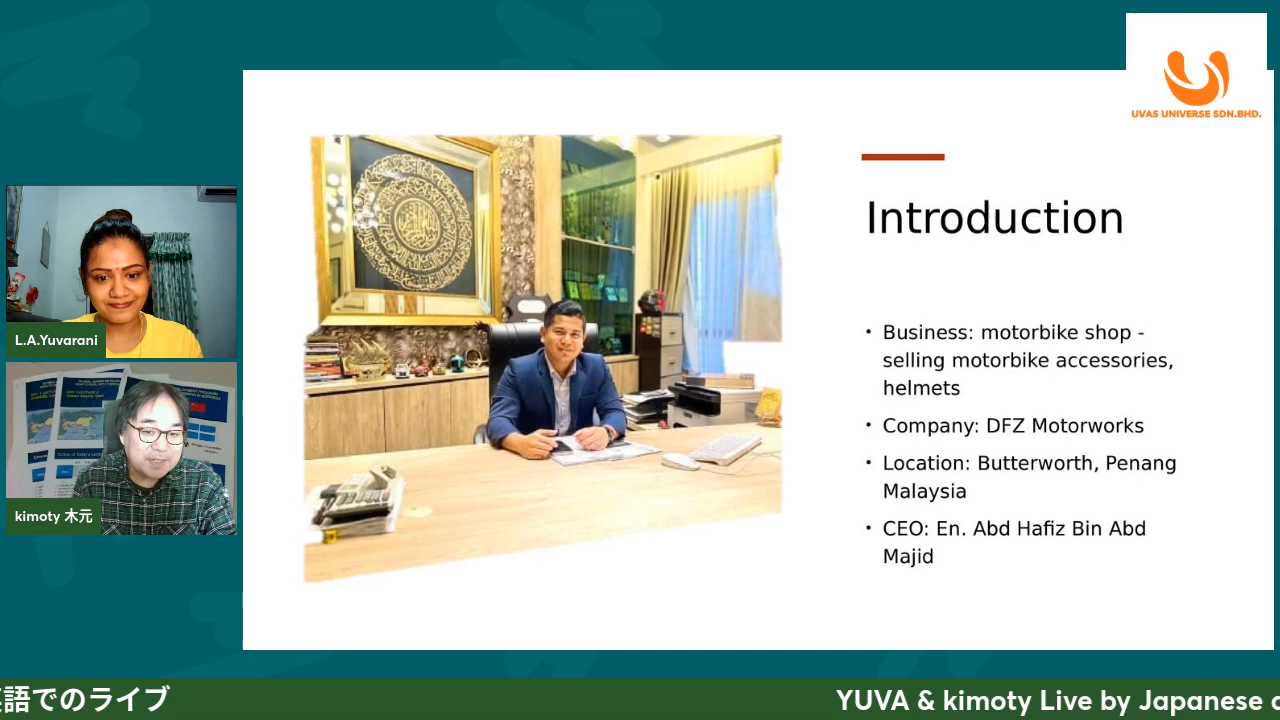 UVAS UNIVERSE SDN.BHD.
Introduction
• Business: motorbike shop -
selling motorbike accessories,
helmets
• Company: DFZ Motorworks
• Location: Butterworth, Penang
Malaysia
• CEO: En. Abd Hafiz Bin Abd
Majid
L.A.Yuvarani
kimoty 木元
語でのライブ
YUVA & kimoty Live by Japanese